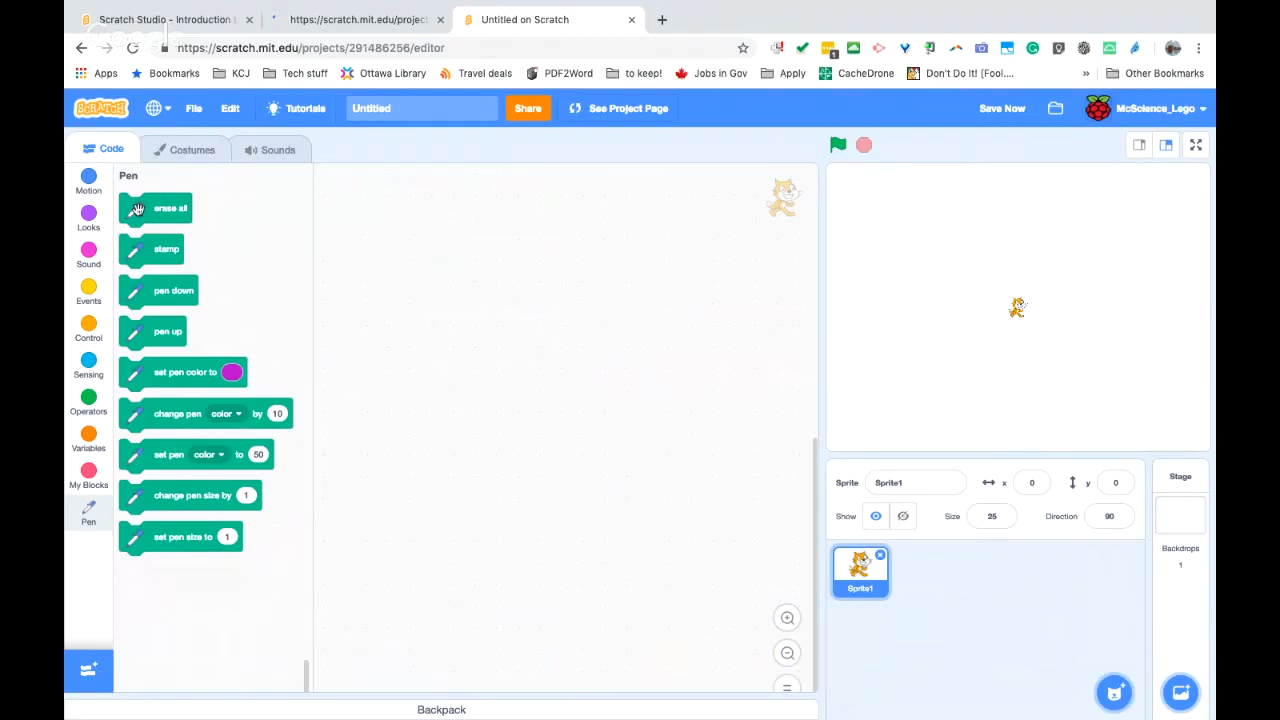 Scratch Studio - Introduction t
https://scratch.mit.edu/projec
Untitled on Scratch
Google
https://scratch.mit.edu/projects/291486256/editor
1
Apps
Bookmarks
KCJ
Tech stuff
Ottawa Library
Travel deals
PDF2Word
to keep!
Jobs in Gov
Apply
CacheDrone
Don't Do It! [Fool....
»
Other Bookmarks
SCRATCH
File
Edit
Tutorials
Untitled
Share
See Project Page
Save Now
McScience_Lego
Code
Costumes
Sounds
Motion
Looks
Sound
Events
Control
Sensing
Operators
Variables
My Blocks
Pen
Pen
erase all
stamp
pen down
pen up
set pen color to
change pen color by 10
set pen color to 50
change pen size by 1
set pen size to 1
Sprite Sprite1 x 0 y 0
Show Size 25 Direction 90
Sprite1
Stage
Backdrops
1
Backpack